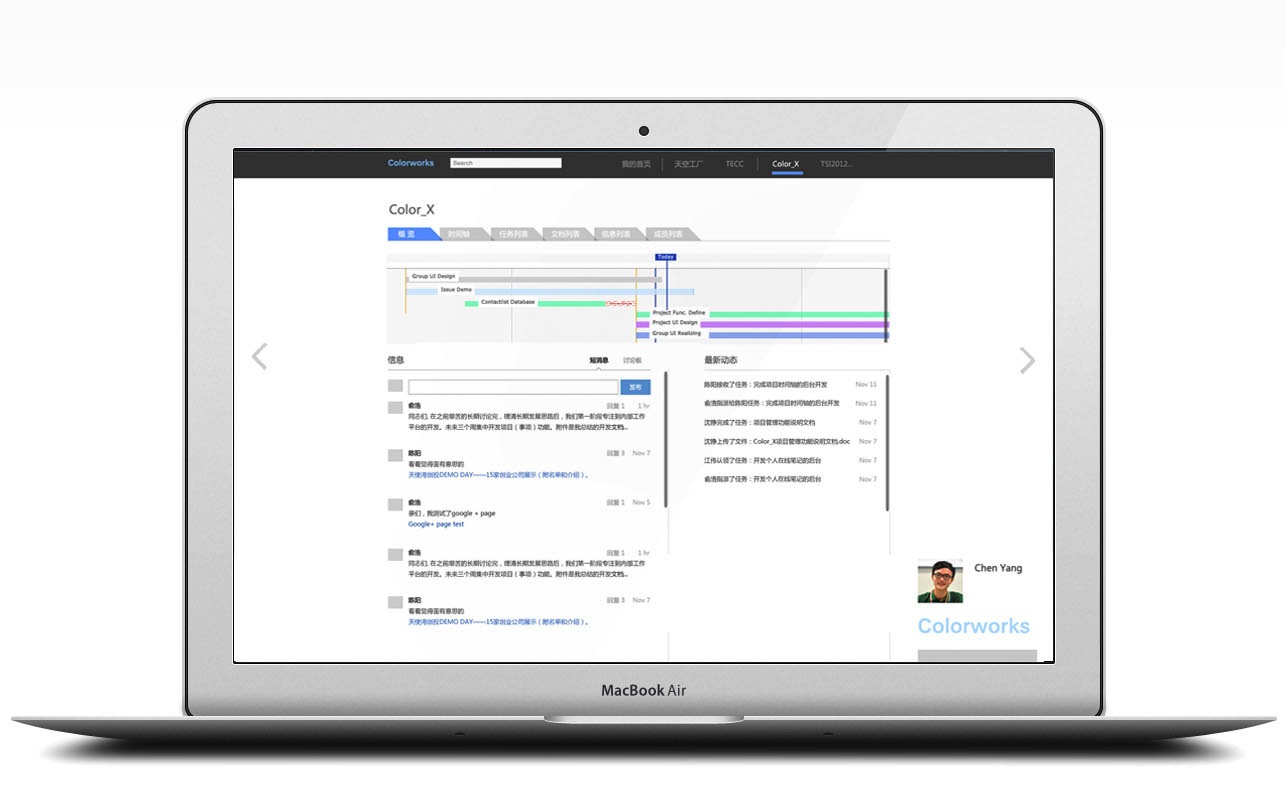 Colorworks
Search
我的首页
天空工厂
TECC
Color_X
TSI2012...
Color_X
概 览
时间轴
任务列表
文档列表
信息列表
成员列表
Today
Group UI Design
Issue Demo
Contactlist Database
Project Func. Define
Project UI Design
Group UI Realizing
信息
短消息
讨论板
发布
俞浩
回复 1
1 hr
同志们, 在之前艰苦的长期讨论完，理清长期发展思路后，我们第一阶段专注到内部工作
平台的开发。未来三个周集中开发项目（事项）功能。附件是我总结的开发文档...
陈阳
回复 3
Nov 7
看看觉得蛮有意思的
天使湾创投DEMO DAY——15家创业公司展示（附名单和介绍）。
俞浩
回复 1
Nov 5
亲们，我测试了google + page
Google+ page test
俞浩
回复 1
1 hr
同志们, 在之前艰苦的长期讨论完，理清长期发展思路后，我们第一阶段专注到内部工作
平台的开发。未来三个周集中开发项目（事项）功能。附件是我总结的开发文档...
陈阳
回复 3
Nov 7
看看觉得蛮有意思的
天使湾创投DEMO DAY——15家创业公司展示（附名单和介绍）。
最新动态
陈阳接收了任务：完成项目时间轴的后台开发
Nov 11
俞浩指派给陈阳任务：完成项目时间轴的后台开发
Nov 11
沈挣完成了任务：项目管理功能说明文档
Nov 7
沈挣上传了文件：Color_X项目管理功能说明文档.doc
Nov 7
江伟认领了任务：开发个人在线笔记的后台
Nov 7
俞浩指派了任务：开发个人在线笔记的后台
Nov 7
Chen Yang
Colorworks
MacBook Air